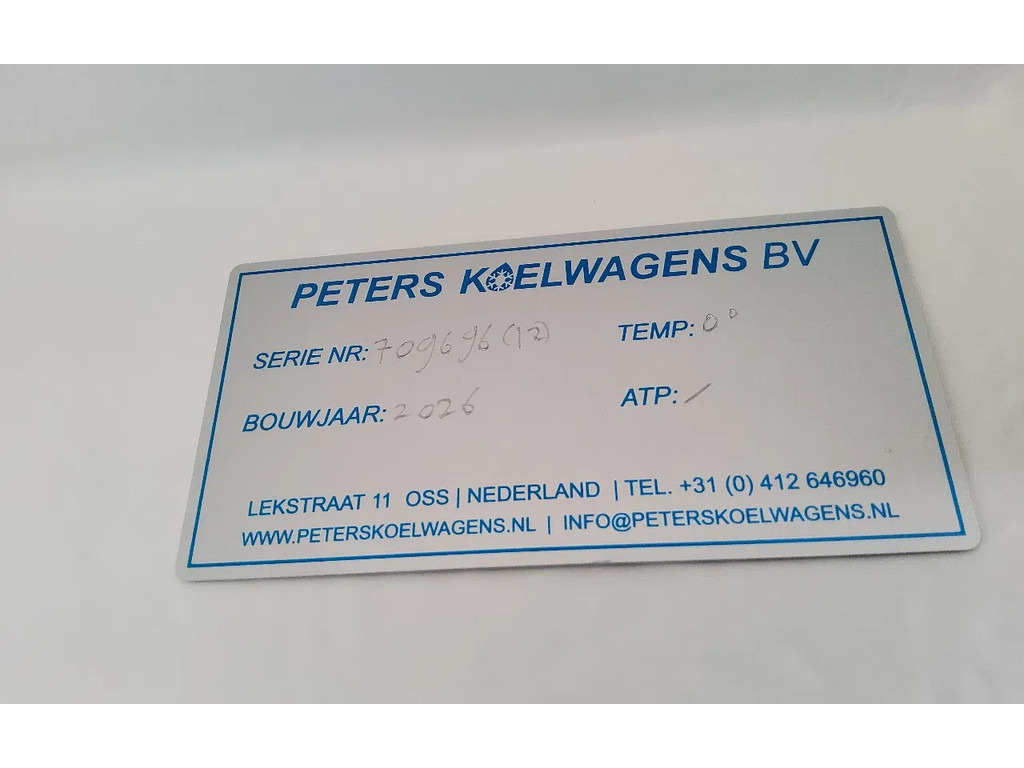 PETERS KOELWAGENS BV
SERIE NR: 709696 (12) TEMP: 0°
BOUWJAAR: 2026 ATP: /
LEKSTRAAT 11 OSS | NEDERLAND | TEL. +31 (0) 412 646960
WWW.PETERSKOELWAGENS.NL | INFO@PETERSKOELWAGENS.NL